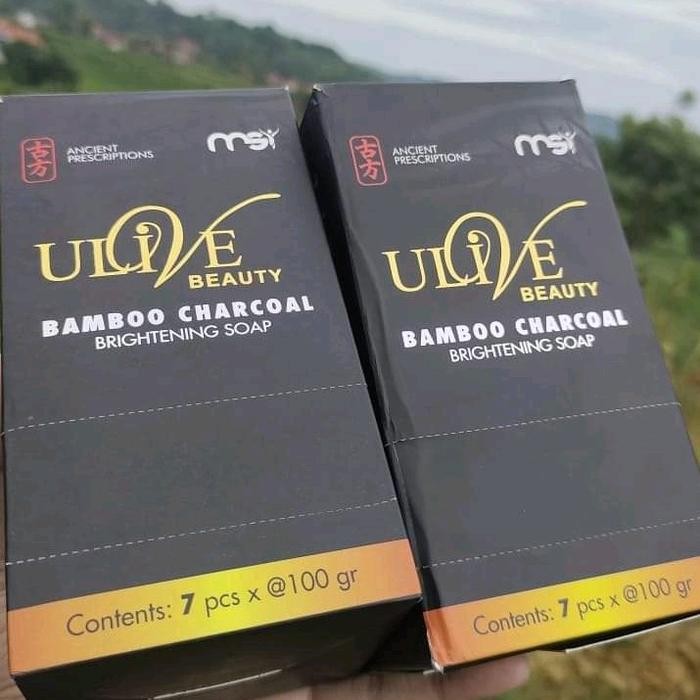 古方
ANCIENT
PRESCRIPTIONS
msi
ULIVE
BEAUTY
BAMBOO CHARCOAL
BRIGHTENING SOAP
Contents: 7 pcs x @100 gr
古方
ANCIENT
PRESCRIPTIONS
msi
ULIVE
BEAUTY
BAMBOO CHARCOAL
BRIGHTENING SOAP
Contents: 7 pcs x @100 gr